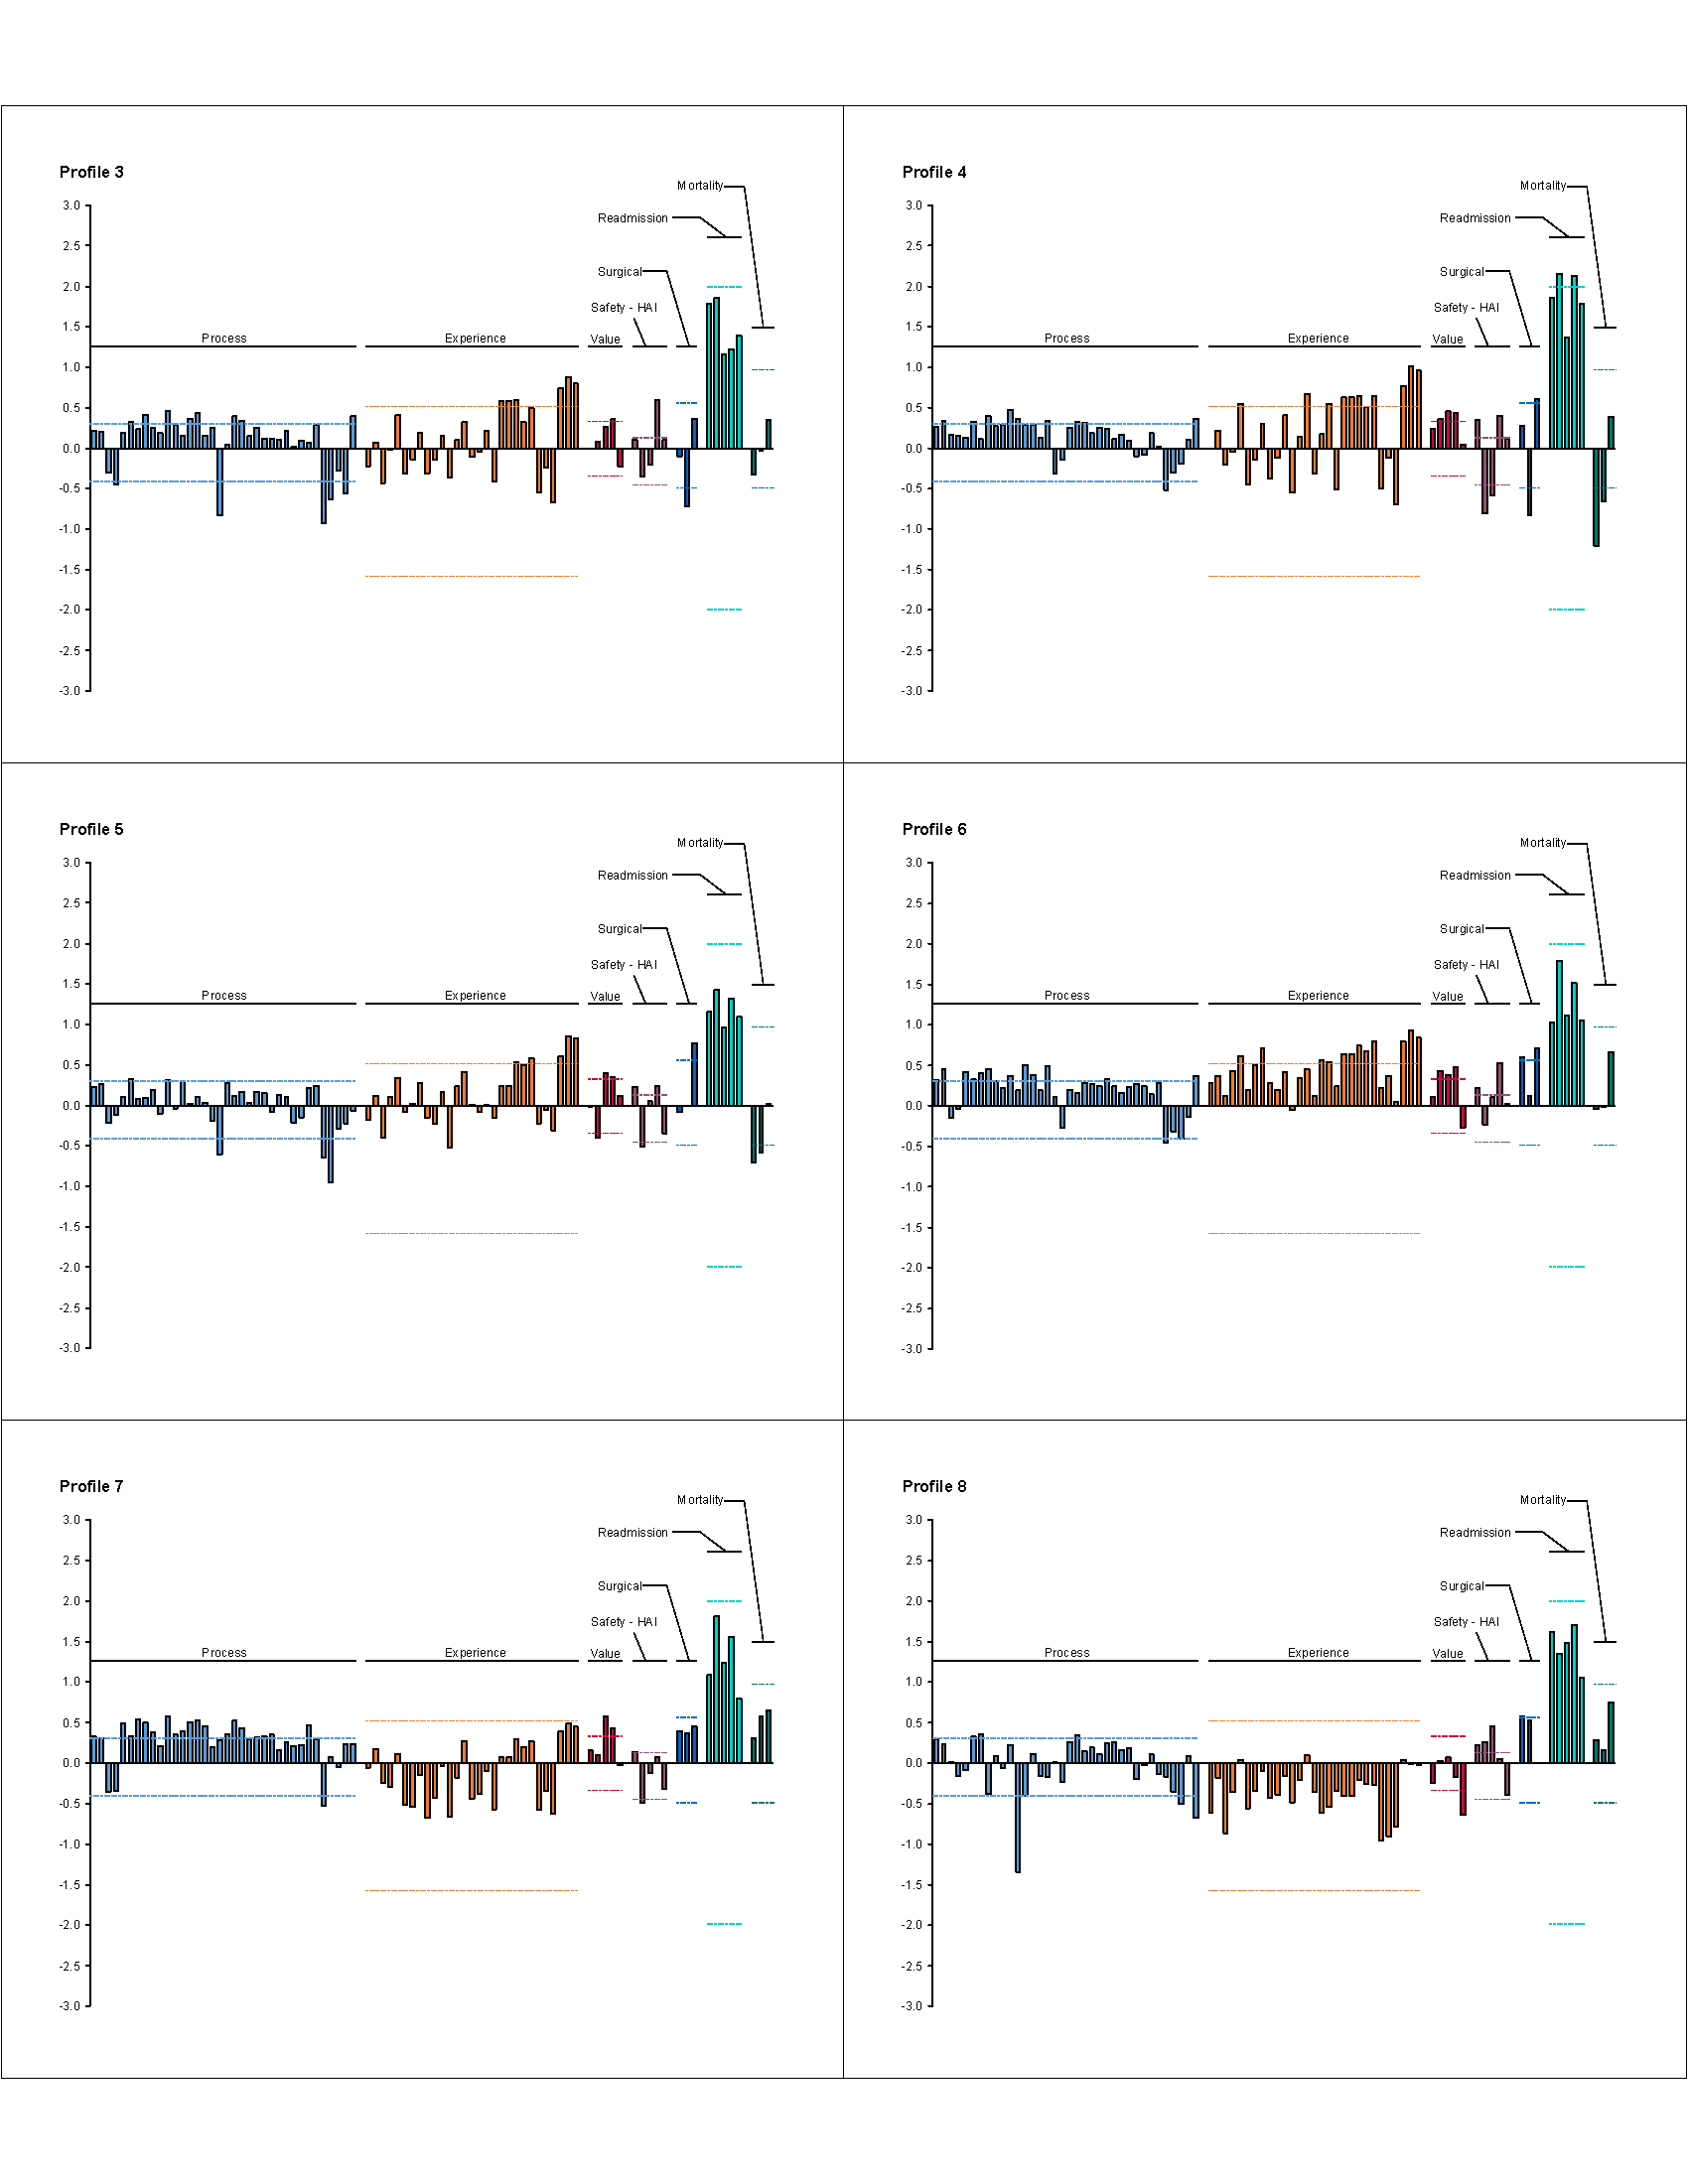 Profile 3
Mortality
3.0
Readmission
2.5
Surgical
2.0
Safety - HAI
1.5
Process
Experience
Value
1.0
0.5
0.0
-0.5
-1.0
-1.5
-2.0
-2.5
-3.0
Profile 4
Mortality
3.0
Readmission
2.5
Surgical
2.0
Safety - HAI
1.5
Process
Experience
Value
1.0
0.5
0.0
-0.5
-1.0
-1.5
-2.0
-2.5
-3.0
Profile 5
Mortality
3.0
Readmission
2.5
Surgical
2.0
Safety - HAI
1.5
Process
Experience
Value
1.0
0.5
0.0
-0.5
-1.0
-1.5
-2.0
-2.5
-3.0
Profile 6
Mortality
3.0
Readmission
2.5
Surgical
2.0
Safety - HAI
1.5
Process
Experience
Value
1.0
0.5
0.0
-0.5
-1.0
-1.5
-2.0
-2.5
-3.0
Profile 7
Mortality
3.0
Readmission
2.5
Surgical
2.0
Safety - HAI
1.5
Process
Experience
Value
1.0
0.5
0.0
-0.5
-1.0
-1.5
-2.0
-2.5
-3.0
Profile 8
Mortality
3.0
Readmission
2.5
Surgical
2.0
Safety - HAI
1.5
Process
Experience
Value
1.0
0.5
0.0
-0.5
-1.0
-1.5
-2.0
-2.5
-3.0